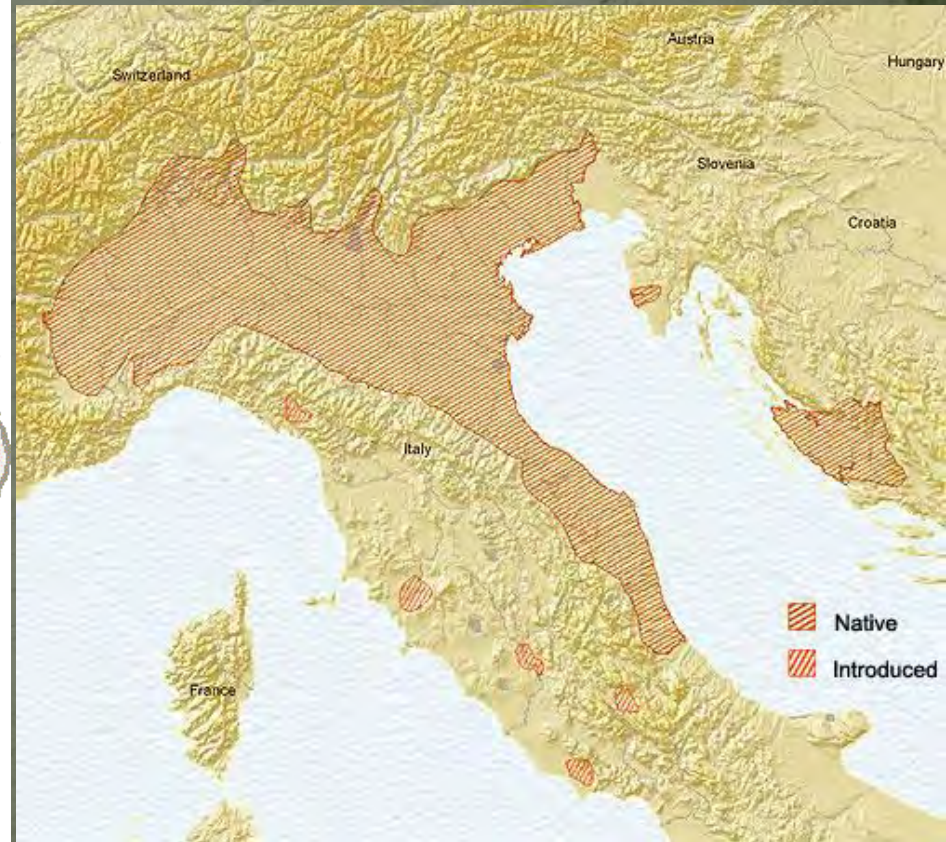 Austria
Hungary
Switzerland
Slovenia
Croatia
Italy
Native
Introduced
France